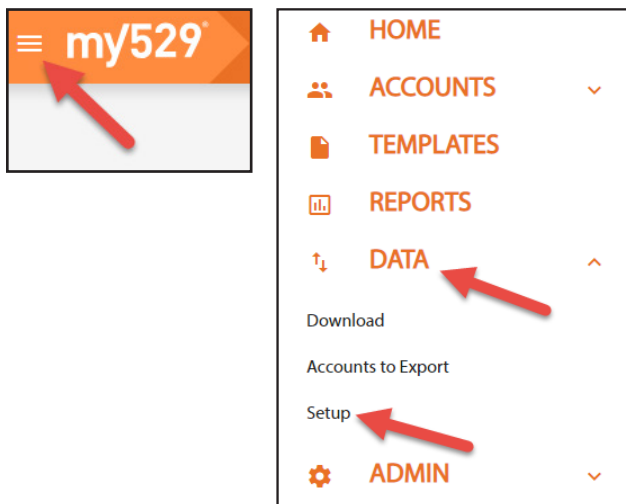 my529®
HOME
ACCOUNTS
TEMPLATES
REPORTS
DATA
Download
Accounts to Export
Setup
ADMIN